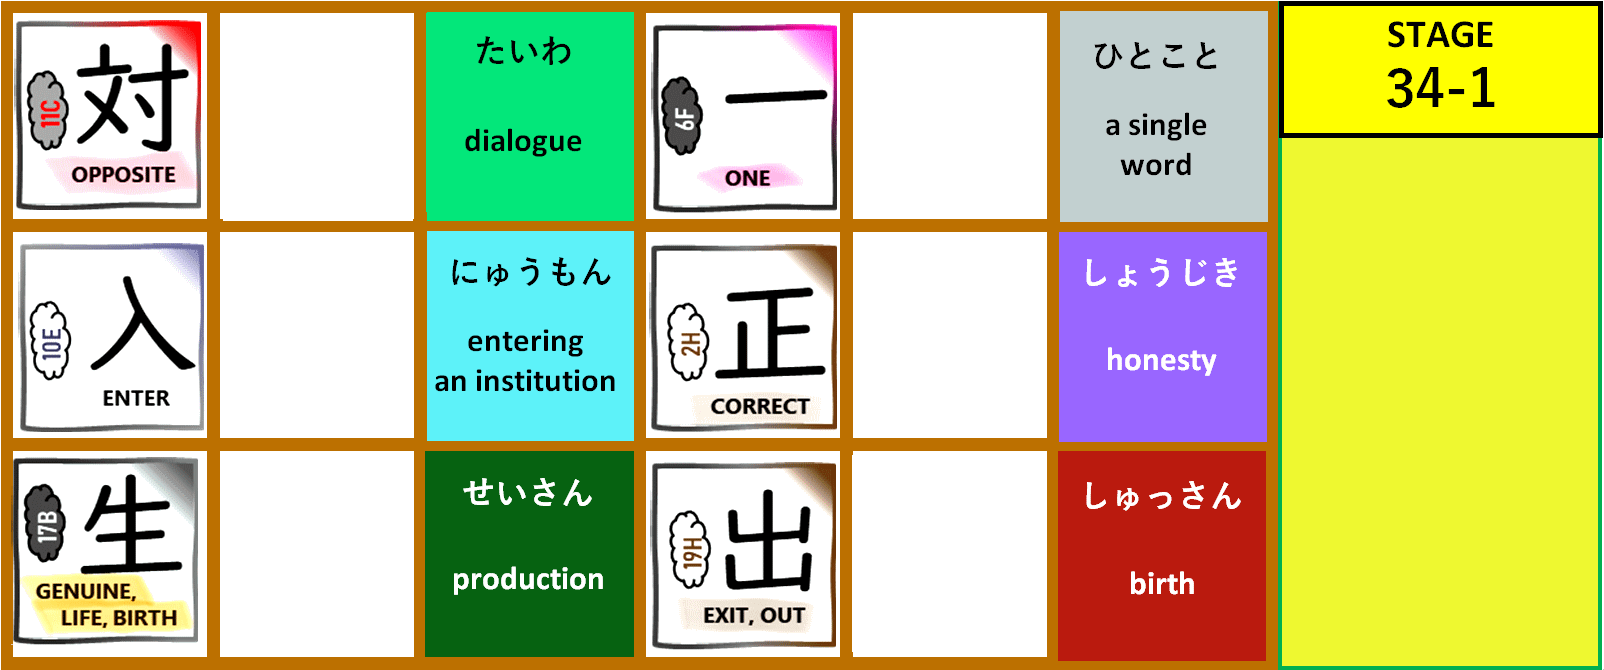 対
11C
OPPOSITE
たいわ
dialogue
一
6F
ONE
ひとこと
a single
word
STAGE
34-1
入
10E
ENTER
にゅうもん
entering
an institution
正
2H
CORRECT
しょうじき
honesty
生
17B
GENUINE,
LIFE, BIRTH
せいさん
production
出
19H
EXIT, OUT
しゅっさん
birth